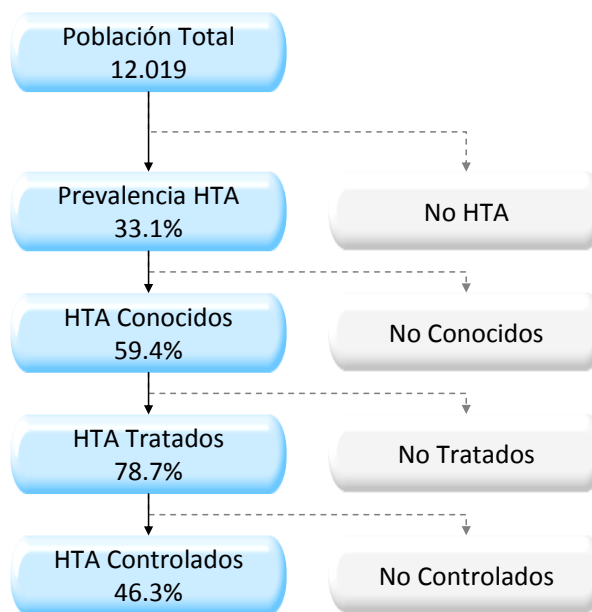 Población Total
12.019
Prevalencia HTA
33.1%
No HTA
HTA Conocidos
59.4%
No Conocidos
HTA Tratados
78.7%
No Tratados
HTA Controlados
46.3%
No Controlados